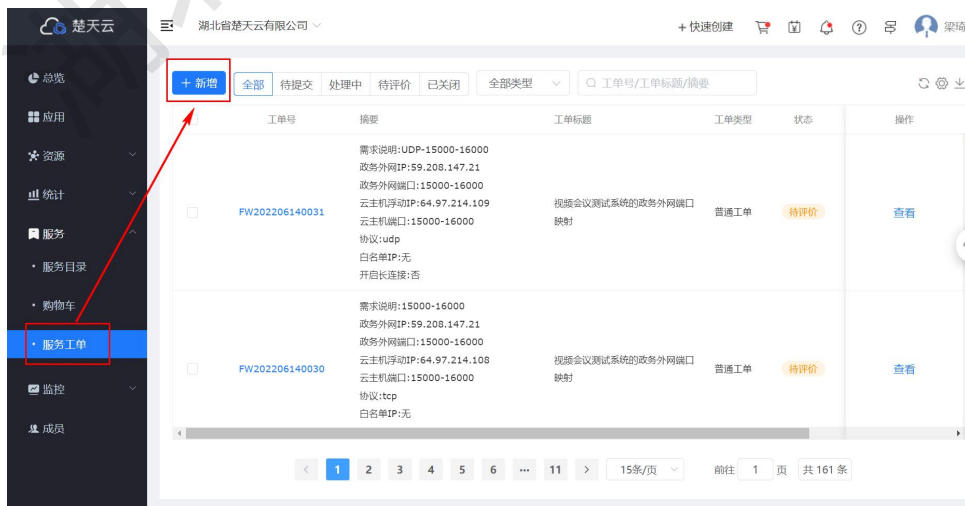 楚天云
湖北省楚天云有限公司
+快速创建
梁琦
总览
应用
资源
统计
服务
服务目录
购物车
服务工单
监控
成员
+ 新增
全部 待提交 处理中 待评价 已关闭
全部类型
工单号/工单标题/摘要
工单号 摘要 工单标题 工单类型 状态 操作
FW202206140031
需求说明:UDP-15000-16000
政务外网IP:59.208.147.21
政务外网端口:15000-16000
云主机浮动IP:64.97.214.109
云主机端口:15000-16000
协议:udp
白名单IP:无
开启长连接:否
视频会议测试系统的政务外网端口
映射
普通工单
待评价
查看
FW202206140030
需求说明:15000-16000
政务外网IP:59.208.147.21
政务外网端口:15000-16000
云主机浮动IP:64.97.214.108
云主机端口:15000-16000
协议:tcp
白名单IP:无
视频会议测试系统的政务外网端口
映射
普通工单
待评价
查看
< 1 2 3 4 5 6 ··· 11 > 15条/页 前往 1 页 共 161 条